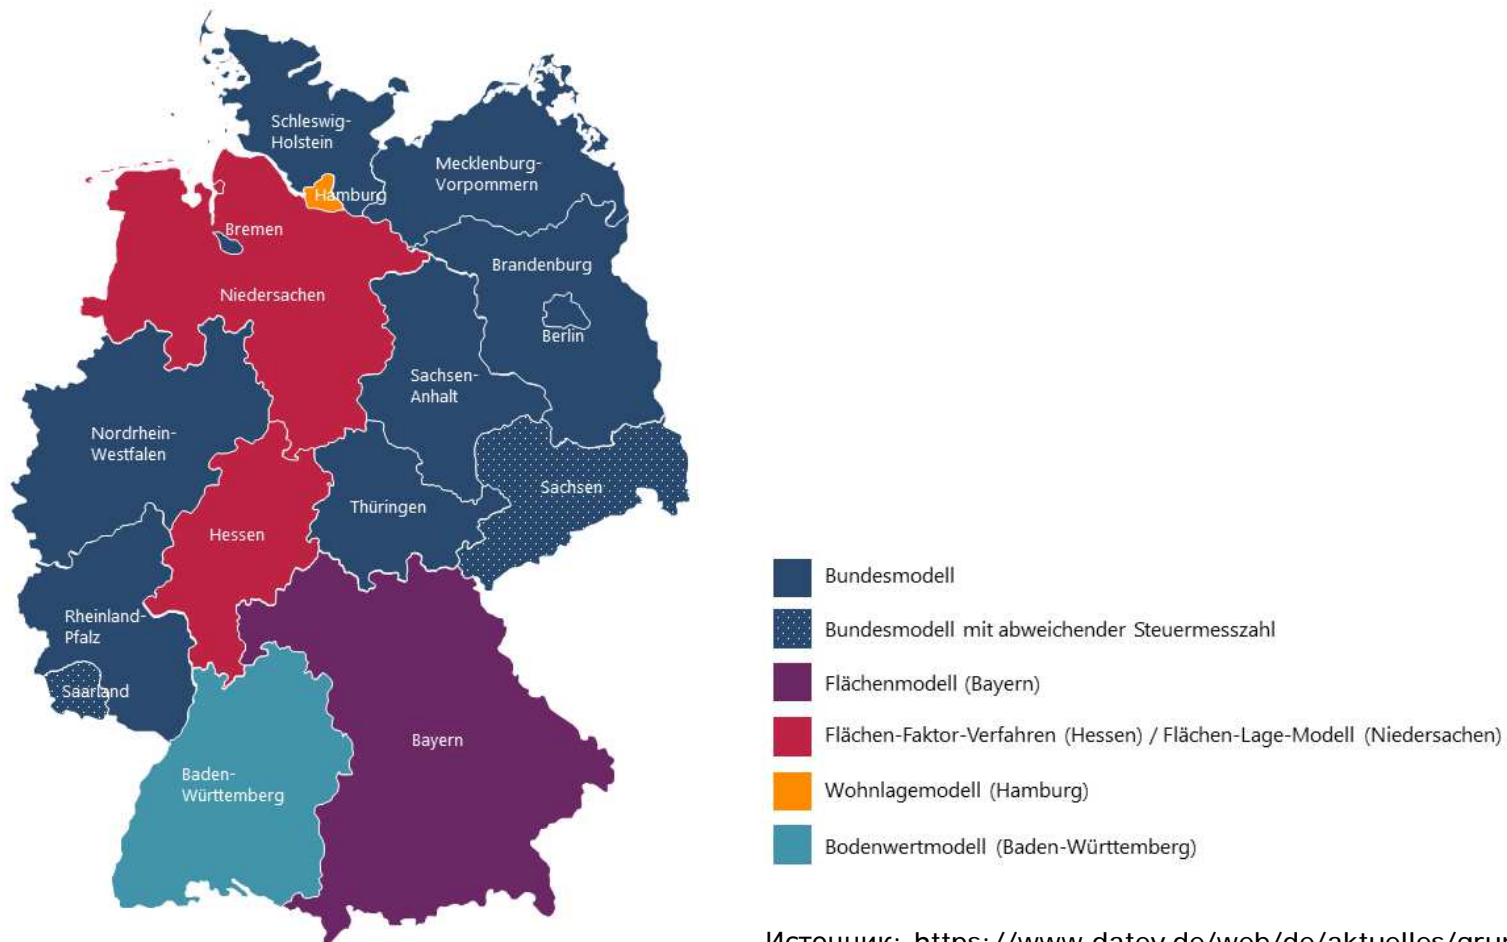 Schleswig-
Holstein
Mecklenburg-
Vorpommern
Hamburg
Bremen
Brandenburg
Niedersachen
Berlin
Sachsen-
Anhalt
Nordrhein-
Westfalen
Sachsen
Thüringen
Hessen
Rheinland-
Pfalz
Saarland
Bayern
Baden-
Württemberg
Bundesmodell
Bundesmodell mit abweichender Steuermesszahl
Flächenmodell (Bayern)
Flächen-Faktor-Verfahren (Hessen) / Flächen-Lage-Modell (Niedersachen)
Wohnlagemodell (Hamburg)
Bodenwertmodell (Baden-Württemberg)
Источник: https://www.datev.de/web/de/aktuelles/gru